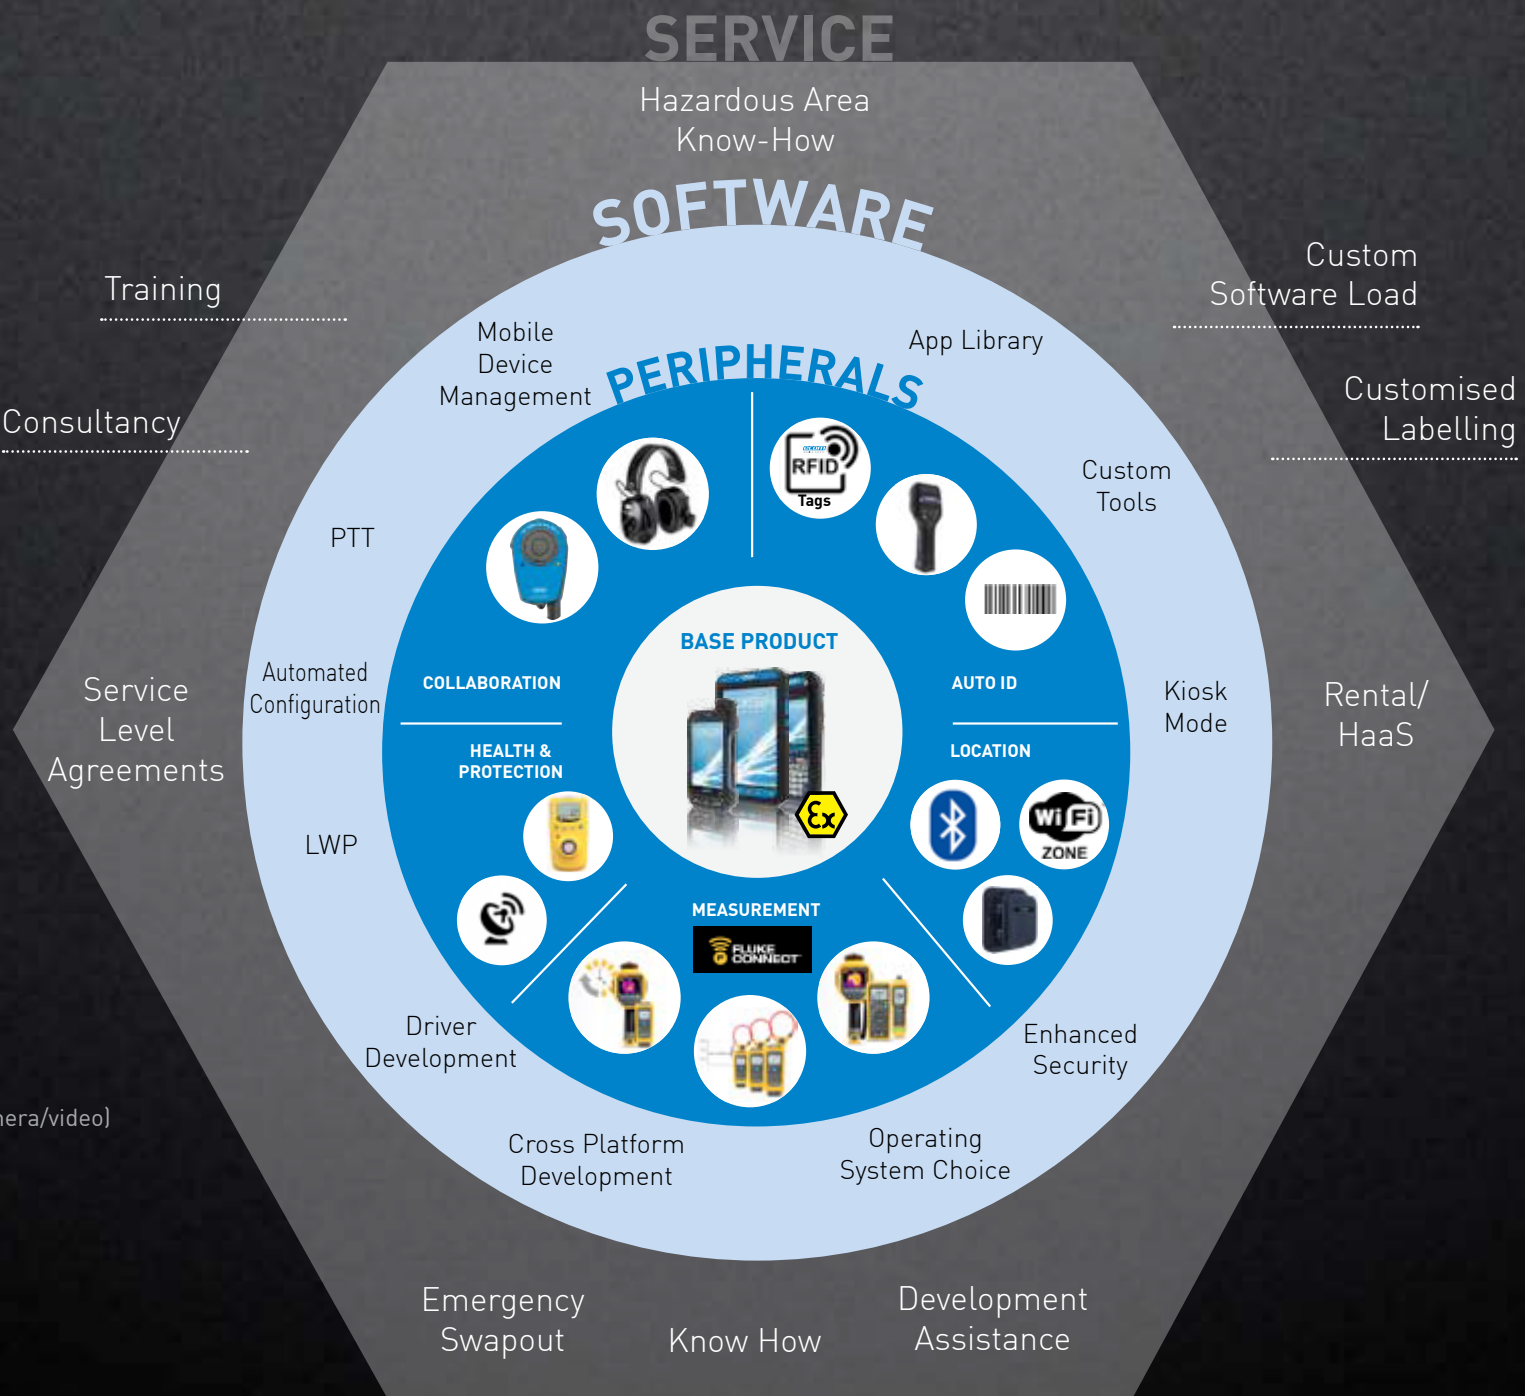 SERVICE
Hazardous Area
Know-How
SOFTWARE
Training
Custom
Software Load
Mobile
Device
Management
App Library
PERIPHERALS
Consultancy
Customised
Labelling
RFID
Tags
Custom
Tools
PTT
BASE PRODUCT
COLLABORATION
AUTO ID
Automated
Configuration
Kiosk
Mode
Service
Level
Agreements
Rental/
HaaS
HEALTH &
PROTECTION
LOCATION
Ex
WiFi
ZONE
LWP
MEASUREMENT
FLUKE
CONNECT
Driver
Development
Enhanced
Security
era/video)
Cross Platform
Development
Operating
System Choice
Emergency
Swapout
Know How
Development
Assistance